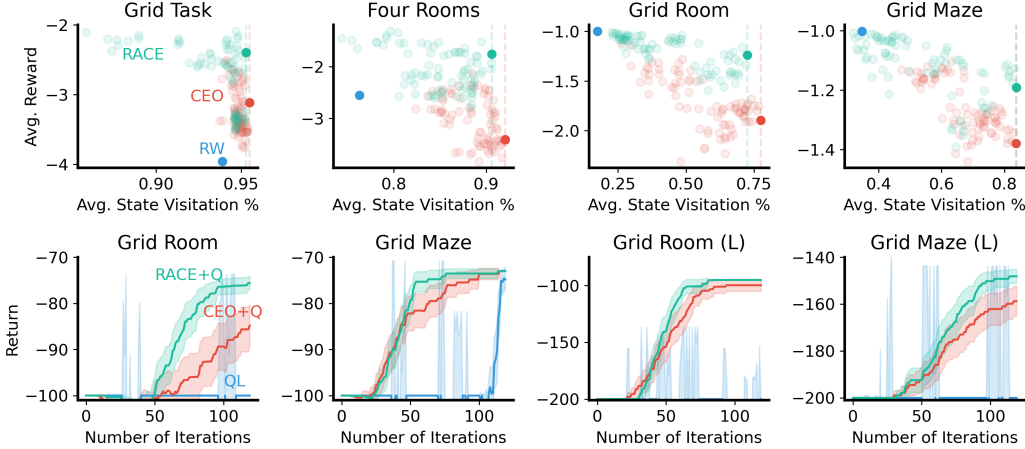 Grid Task
Four Rooms
Grid Room
Grid Maze
Avg. Reward
−2
−3
−4
RACE
CEO
RW
0.90
0.95
Avg. State Visitation %
−2
−3
0.8
0.9
Avg. State Visitation %
−1.0
−1.5
−2.0
0.25
0.50
0.75
Avg. State Visitation %
−1.0
−1.2
−1.4
0.4
0.6
0.8
Avg. State Visitation %
Grid Room
Grid Maze
Grid Room (L)
Grid Maze (L)
Return
−70
−80
−90
−100
RACE+Q
CEO+Q
QL
0
50
100
Number of Iterations
−70
−80
−90
−100
0
50
100
Number of Iterations
−100
−150
−200
0
50
100
Number of Iterations
−140
−160
−180
−200
0
50
100
Number of Iterations